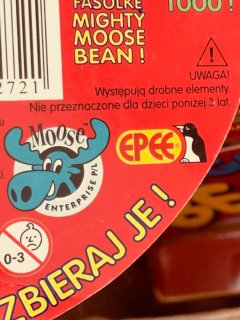 FASOLKĘ
MIGHTY
MOOSE
BEAN !
1000 !
2721
UWAGA!
Występują drobne elementy.
Nie przeznaczone dla dzieci poniżej 3 lat.
Moose
ENTERPRISE P/L
EPEE
0-3
ZBIERAJ JE !